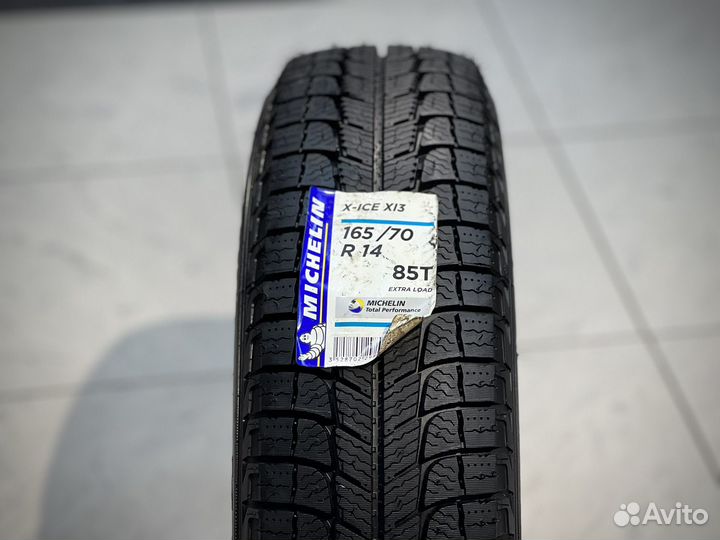 MICHELIN
X-ICE XI3
165/70
R 14
85T
EXTRA LOAD
MICHELIN
Total Performance
Avito